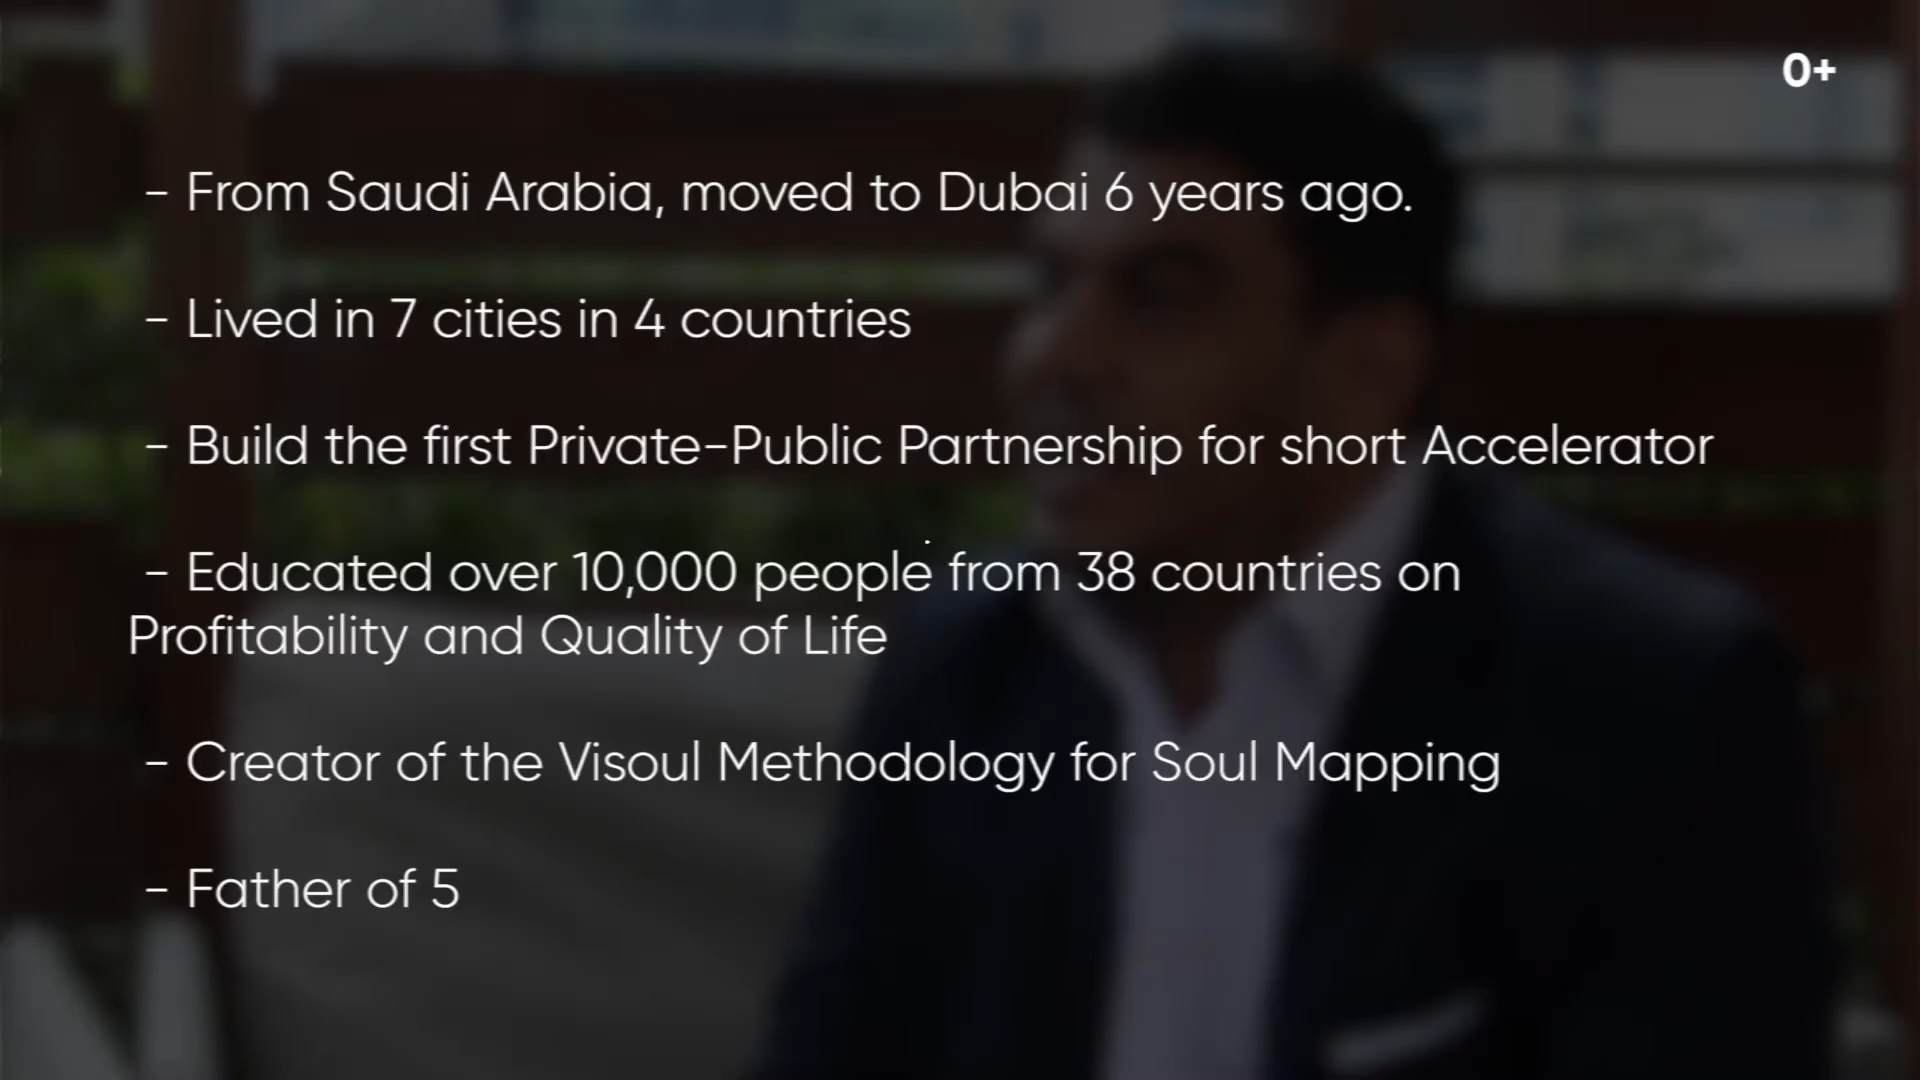 0+
- From Saudi Arabia, moved to Dubai 6 years ago.
- Lived in 7 cities in 4 countries
- Build the first Private-Public Partnership for short Accelerator
- Educated over 10,000 people from 38 countries on
Profitability and Quality of Life
- Creator of the Visoul Methodology for Soul Mapping
- Father of 5